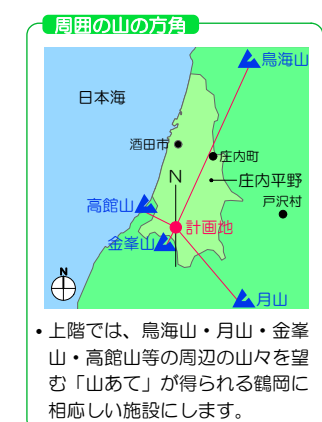 周囲の山の方角
鳥海山
日本海
酒田市
庄内町
庄内平野
N
戸沢村
高館山
計画地
金峯山
N
月山
・上階では、鳥海山・月山・金峯
山・高館山等の周辺の山々を望
む「山あて」が得られる鶴岡に
相応しい施設にします。